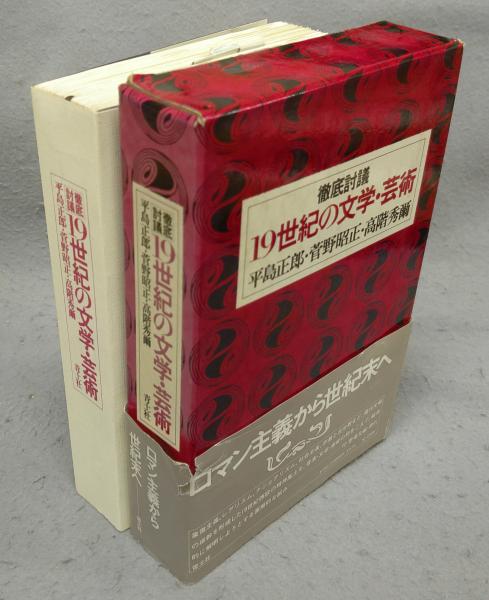 徹底討議
19世紀の文学・芸術
平島正郎・菅野昭正・高階秀爾
ロマン主義から世紀末へ
徹底討議
19世紀の文学・芸術
平島正郎・菅野昭正・高階秀爾
青土社
ロマン主義から
世紀末へ
徹底討議
19世紀の文学・芸術
平島正郎・菅野昭正・高階秀爾
青土社
青土社